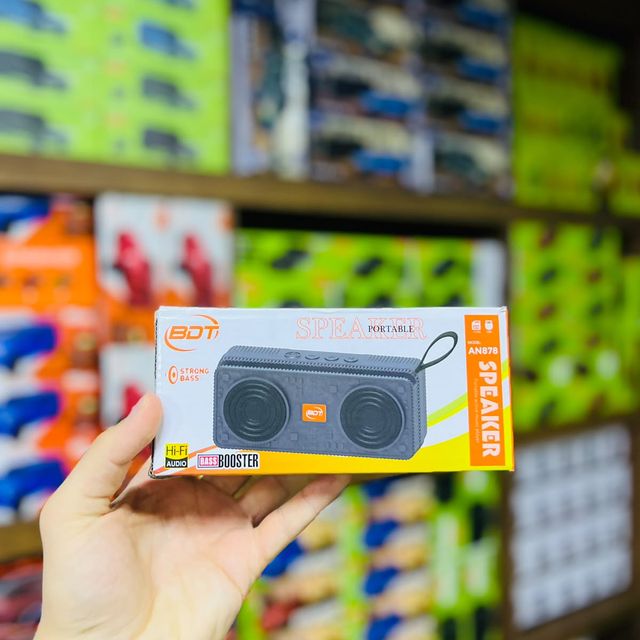 BDT
SPEAKER
PORTABLE
STRONG
BASS
BDT
Hi-Fi
AUDIO
BASS BOOSTER
MODEL:
AN878
SPEAKER